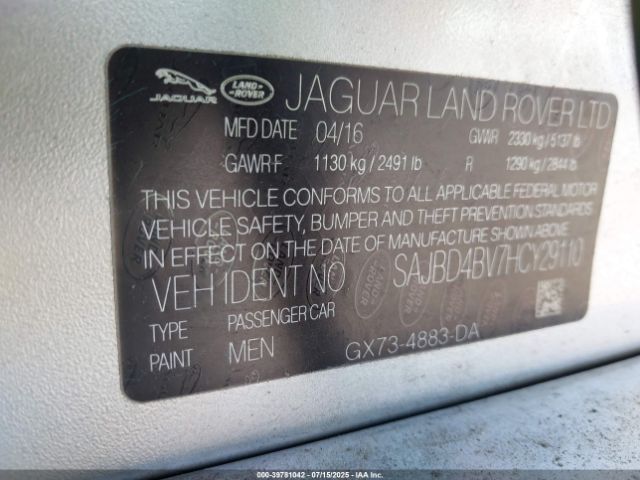 JAGUAR
LAND-
ROVER
JAGUAR LAND ROVER LTD
MFD DATE 04/16 GVWR 2330 kg / 5137 lb
GAWR F 1130 kg / 2491 lb R 1290 kg / 2844 lb
THIS VEHICLE CONFORMS TO ALL APPLICABLE FEDERAL MOTOR
VEHICLE SAFETY, BUMPER AND THEFT PREVENTION STANDARDS
IN EFFECT ON THE DATE OF MANUFACTURE SHOWN ABOVE.
VEH IDENT NO SAJBD4BV7HCY29110
TYPE PASSENGER CAR
PAINT MEN GX73-4883-DA
000-39781042 - 07/15/2025 - IAAI.COM